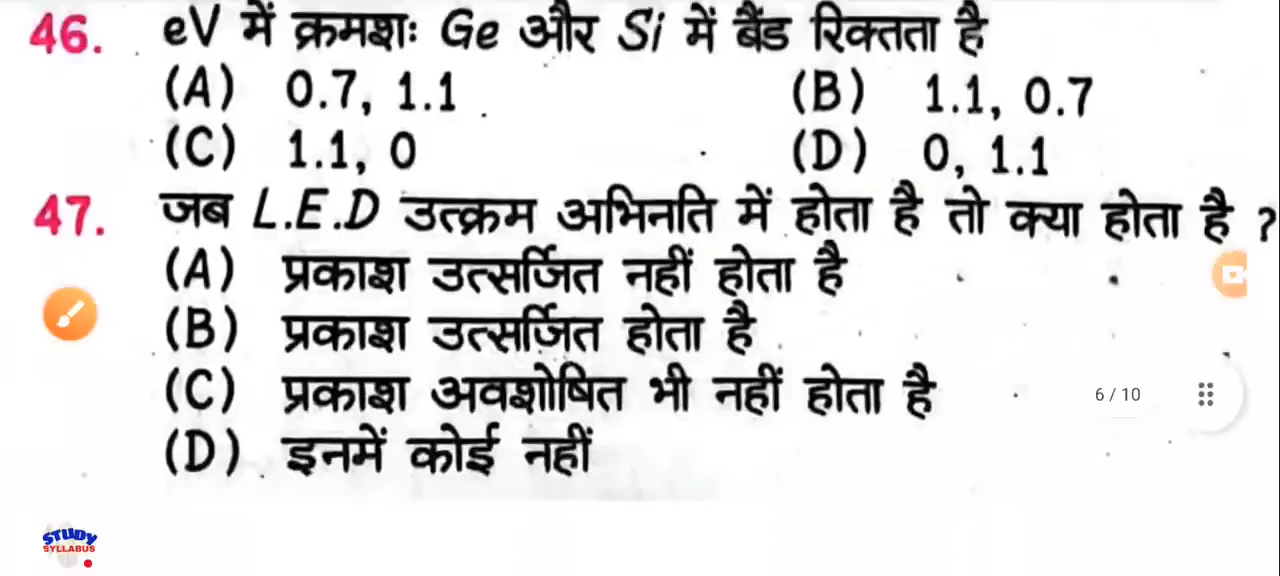 46. eV में क्रमशः Ge और Si में बैंड रिक्तता है
(A) 0.7, 1.1 (B) 1.1, 0.7
(C) 1.1, 0 (D) 0, 1.1
47. जब L.E.D उत्क्रम अभिनति में होता है तो क्या होता है ?
(A) प्रकाश उत्सर्जित नहीं होता है
(B) प्रकाश उत्सर्जित होता है
(C) प्रकाश अवशोषित भी नहीं होता है
6 / 10
(D) इनमें कोई नहीं
STUDY
SYLLABUS